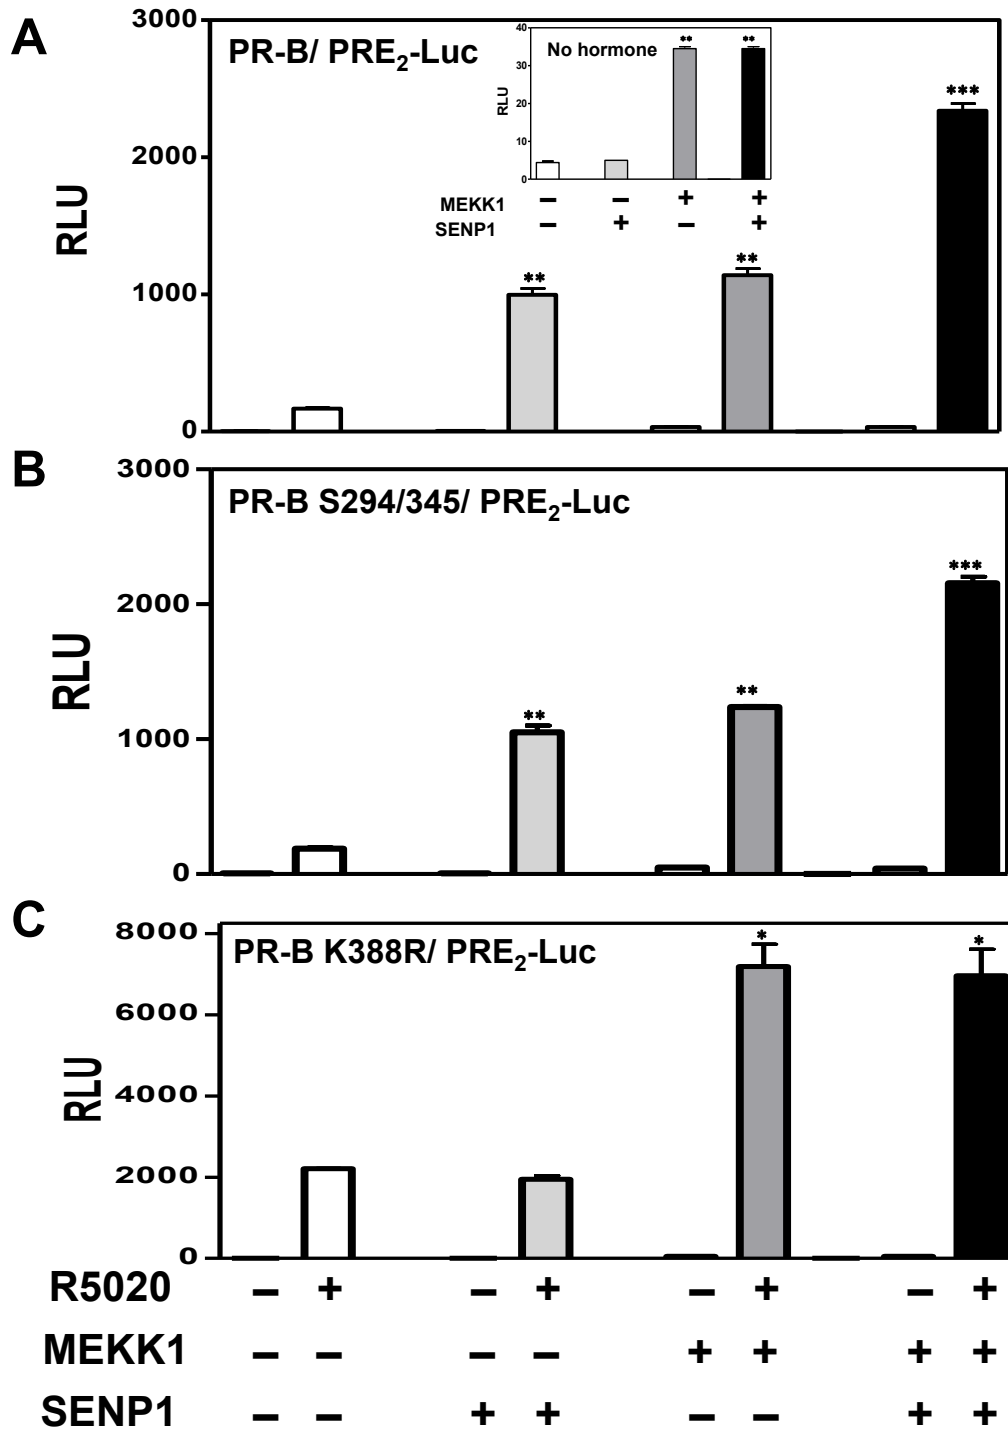 A
PR-B/ PRE₂-Luc
No hormone
RLU
40
30
20
10
0
** **
MEKK1 – – + +
SENP1 – + – +
RLU
3000
2000
1000
0
** ** ***
B
PR-B S294/345/ PRE₂-Luc
RLU
3000
2000
1000
0
** ** ***
C
PR-B K388R/ PRE₂-Luc
RLU
8000
6000
4000
2000
0
* *
R5020 – + – + – + – +
MEKK1 – – – – + + + +
SENP1 – – + + – – + +